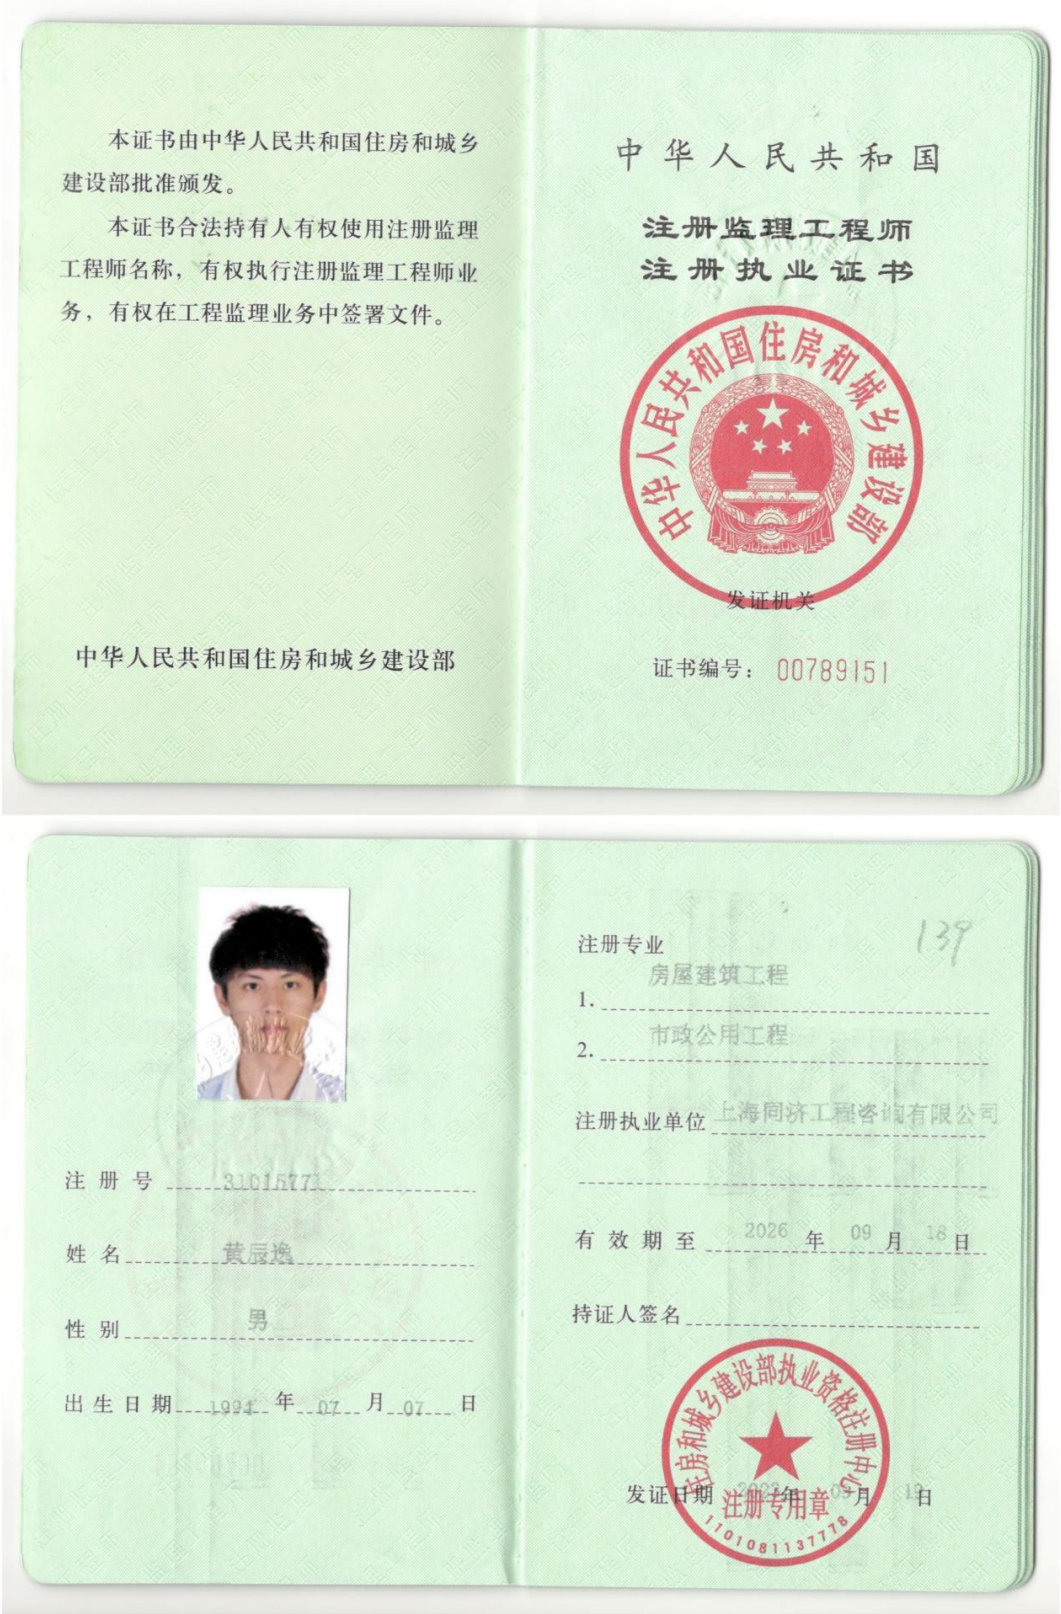 本证书由中华人民共和国住房和城乡
建设部批准颁发。
本证书合法持有人有权使用注册监理
工程师名称，有权执行注册监理工程师业
务，有权在工程监理业务中签署文件。
中华人民共和国住房和城乡建设部
中华人民共和国
注册监理工程师
注册执业证书
中华人民共和国住房和城乡建设部
发证机关
证书编号： 00789151
注 册 号 31015771
姓 名 黄辰逸
性 别 男
出 生 日 期 1994 年 07 月 07 日
139
注册专业
1. 房屋建筑工程
2. 市政公用工程
注册执业单位 上海同济工程咨询有限公司
有 效 期 至 2026 年 09 月 18 日
持证人签名
住房和城乡建设部执业资格注册中心
发证日期 年 月 日
注册专用章
1101081137778